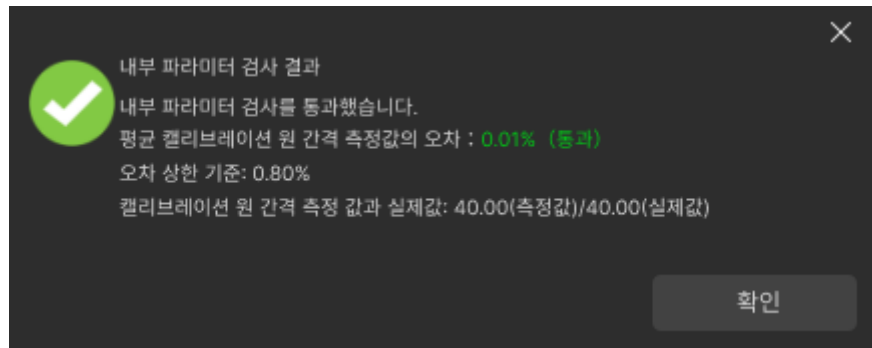 내부 파라미터 검사 결과
내부 파라미터 검사를 통과했습니다.
평균 캘리브레이션 원 간격 측정값의 오차 : 0.01% (통과)
오차 상한 기준: 0.80%
캘리브레이션 원 간격 측정 값과 실제값: 40.00(측정값)/40.00(실제값)
확인